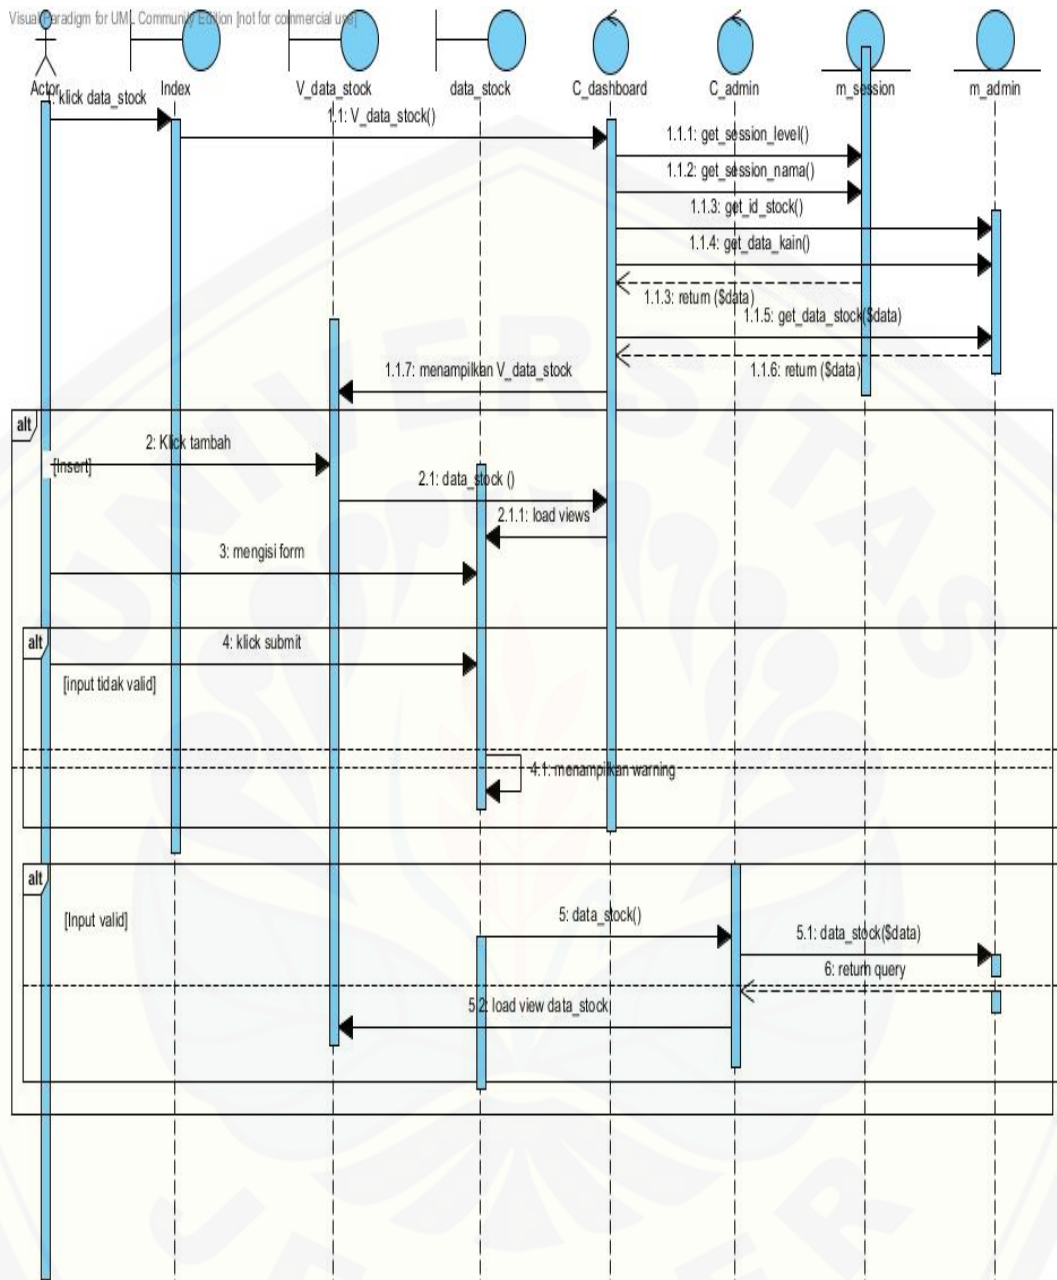 Visual Paradigm for UML Community Edition [not for commercial use]
Actor
Index
V_data_stock
data_stock
C_dashboard
C_admin
m_session
m_admin
: klick data_stock
1.1: V_data_stock()
1.1.1: get_session_level()
1.1.2: get_session_nama()
1.1.3: get_id_stock()
1.1.4: get_data_kain()
1.1.3: return ($data)
1.1.5: get_data_stock($data)
1.1.6: return ($data)
1.1.7: menampilkan V_data_stock
alt
2: Klick tambah
[Insert]
2.1: data_stock ()
2.1.1: load views
3: mengisi form
alt
4: klick submit
[input tidak valid]
4.1: menampilkan warning
alt
[Input valid]
5: data_stock()
5.1: data_stock($data)
6: return query
5.2: load view data_stock
UNIVERSITAS
JEMBER